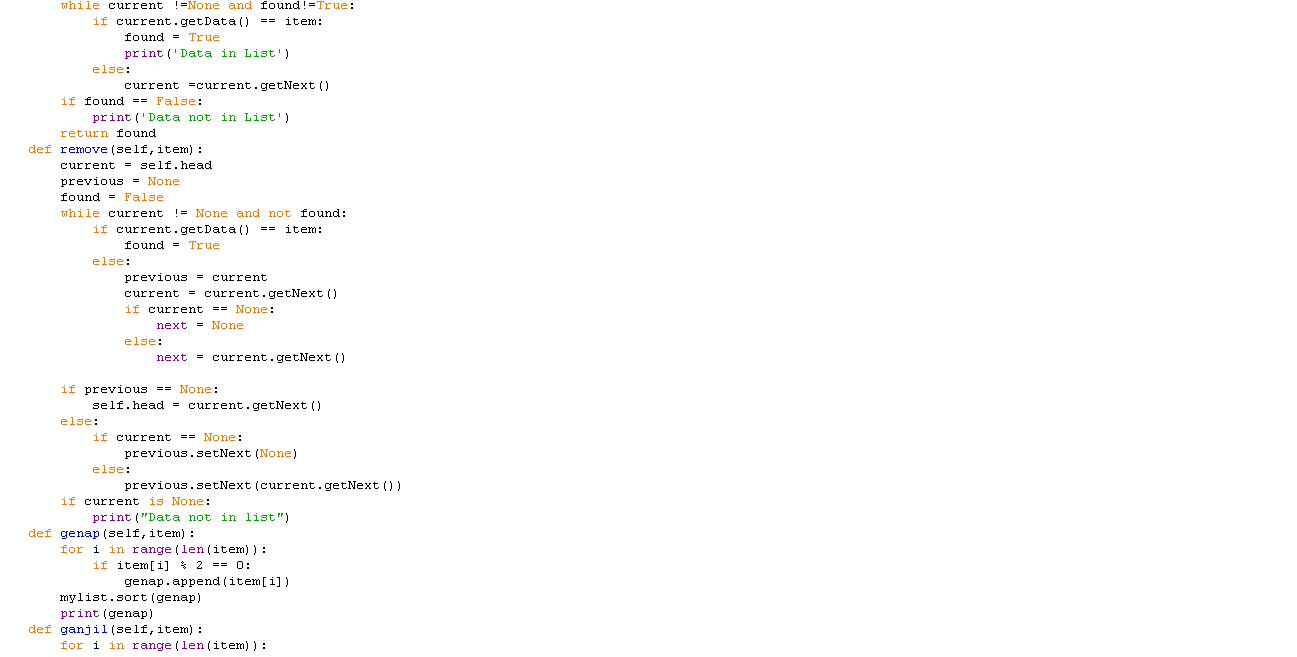 while current !=None and found!=True:
            if current.getData() == item:
                found = True
                print('Data in List')
            else:
                current =current.getNext()
        if found == False:
            print('Data not in List')
        return found
    def remove(self,item):
        current = self.head
        previous = None
        found = False
        while current != None and not found:
            if current.getData() == item:
                found = True
            else:
                previous = current
                current = current.getNext()
                if current == None:
                    next = None
                else:
                    next = current.getNext()

        if previous == None:
            self.head = current.getNext()
        else:
            if current == None:
                previous.setNext(None)
            else:
                previous.setNext(current.getNext())
        if current is None:
            print("Data not in list")
    def genap(self,item):
        for i in range(len(item)):
            if item[i] % 2 == 0:
                genap.append(item[i])
        mylist.sort(genap)
        print(genap)
    def ganjil(self,item):
        for i in range(len(item)):